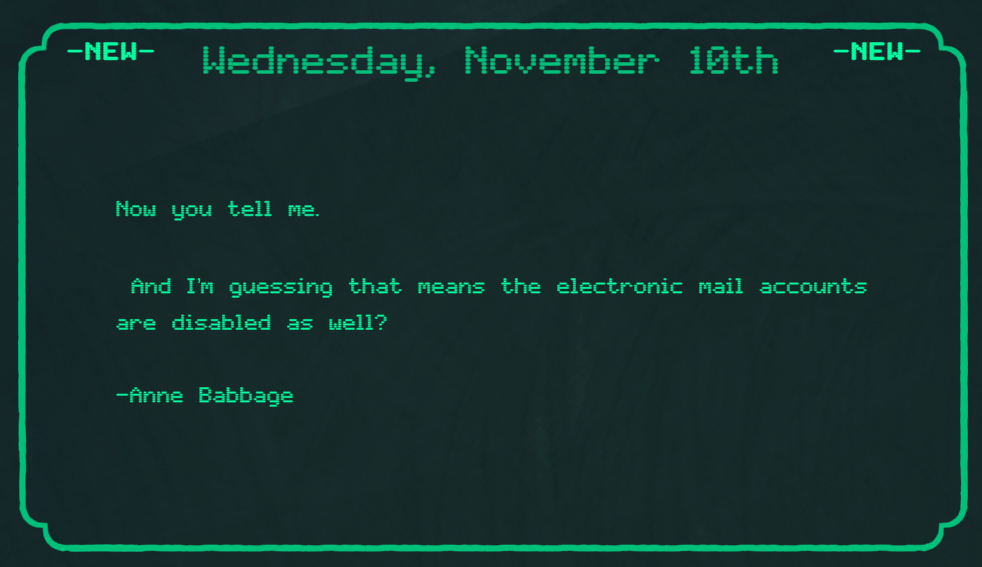 -NEW- Wednesday, November 10th -NEW-
Now you tell me.
And I'm guessing that means the electronic mail accounts
are disabled as well?
-Anne Babbage